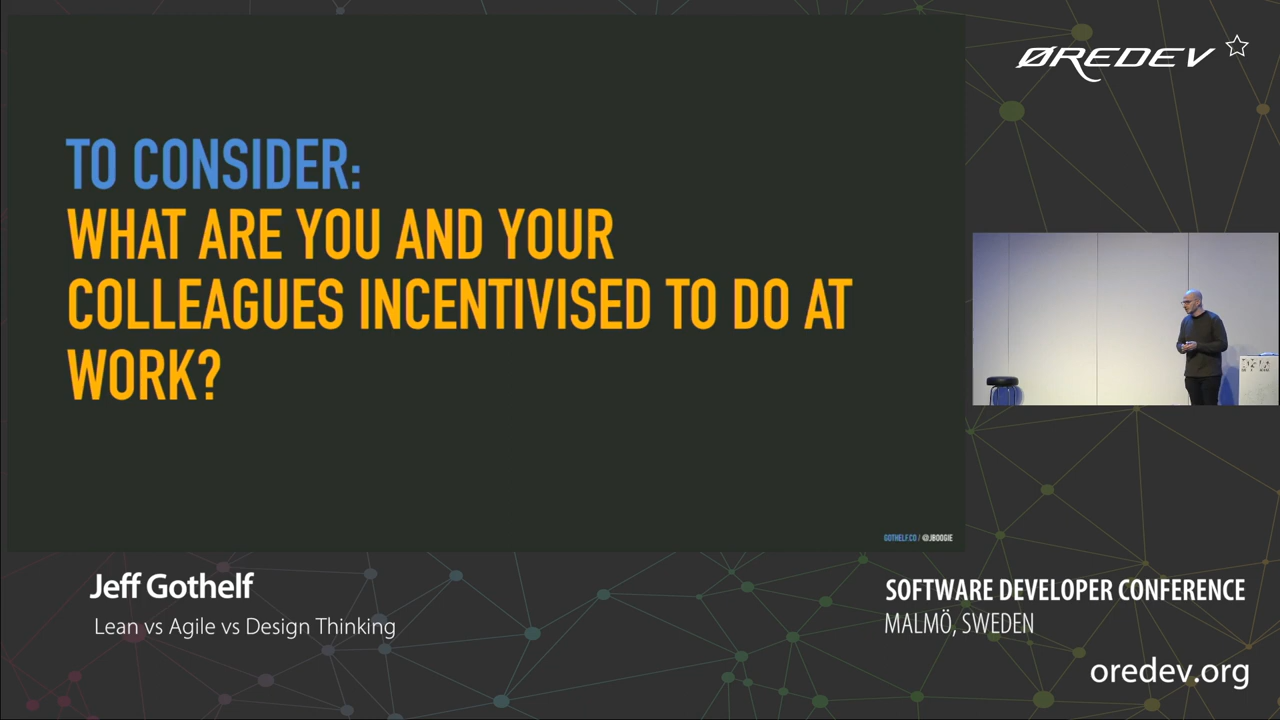 TO CONSIDER:
WHAT ARE YOU AND YOUR
COLLEAGUES INCENTIVISED TO DO AT
WORK?
GOTHELF.CO / @JBOOGIE
ØREDEV
Jeff Gothelf
Lean vs Agile vs Design Thinking
SOFTWARE DEVELOPER CONFERENCE
MALMÖ, SWEDEN
oredev.org